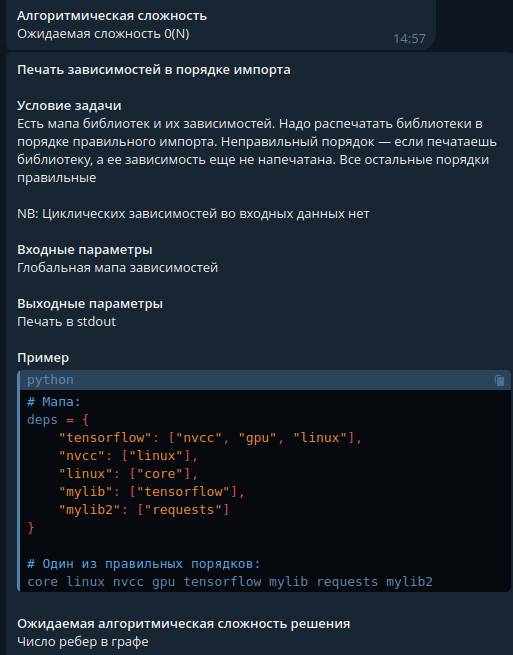 Алгоритмическая сложность
Ожидаемая сложность 0(N)
14:57
Печать зависимостей в порядке импорта
Условие задачи
Есть мапа библиотек и их зависимостей. Надо распечатать библиотеки в
порядке правильного импорта. Неправильный порядок — если печатаешь
библиотеку, а ее зависимость еще не напечатана. Все остальные порядки
правильные
NB: Циклических зависимостей во входных данных нет
Входные параметры
Глобальная мапа зависимостей
Выходные параметры
Печать в stdout
Пример
python
# Мапа:
deps = {
    "tensorflow": ["nvcc", "gpu", "linux"],
    "nvcc": ["linux"],
    "linux": ["core"],
    "mylib": ["tensorflow"],
    "mylib2": ["requests"]
}
# Один из правильных порядков:
core linux nvcc gpu tensorflow mylib requests mylib2
Ожидаемая алгоритмическая сложность решения
Число ребер в графе